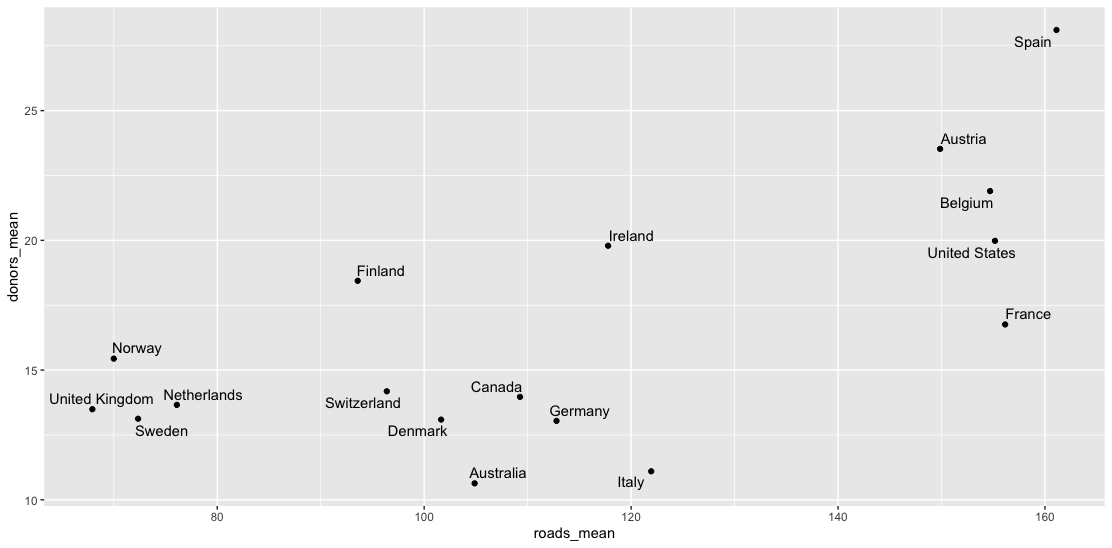 Spain
25
Austria
Belgium
donors_mean
20
Ireland
United States
Finland
France
Norway
15
United Kingdom
Netherlands
Sweden
Switzerland
Canada
Denmark
Germany
Australia
Italy
10
80
100
120
140
160
roads_mean